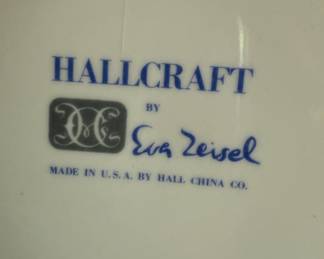 HALLCRAFT
BY
Eva Zeisel
MADE IN U.S.A. BY HALL CHINA CO.